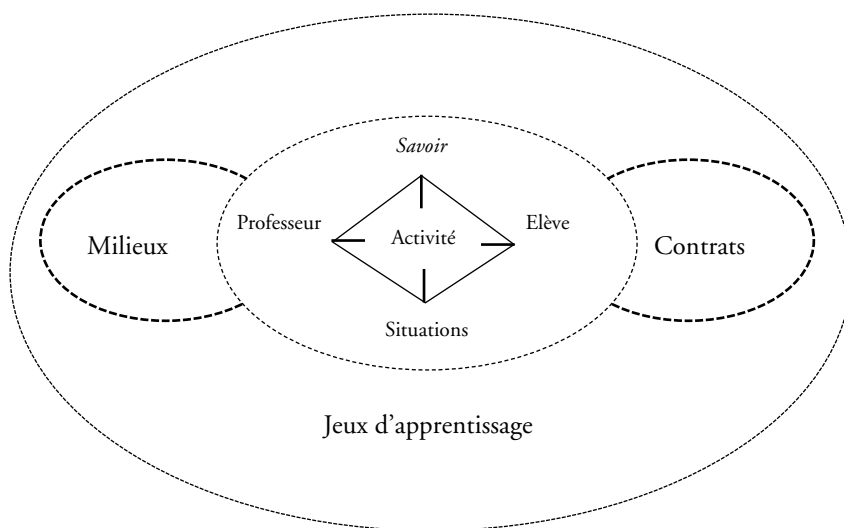 Savoir
Professeur
Elève
Activité
Milieux
Contrats
Situations
Jeux d’apprentissage